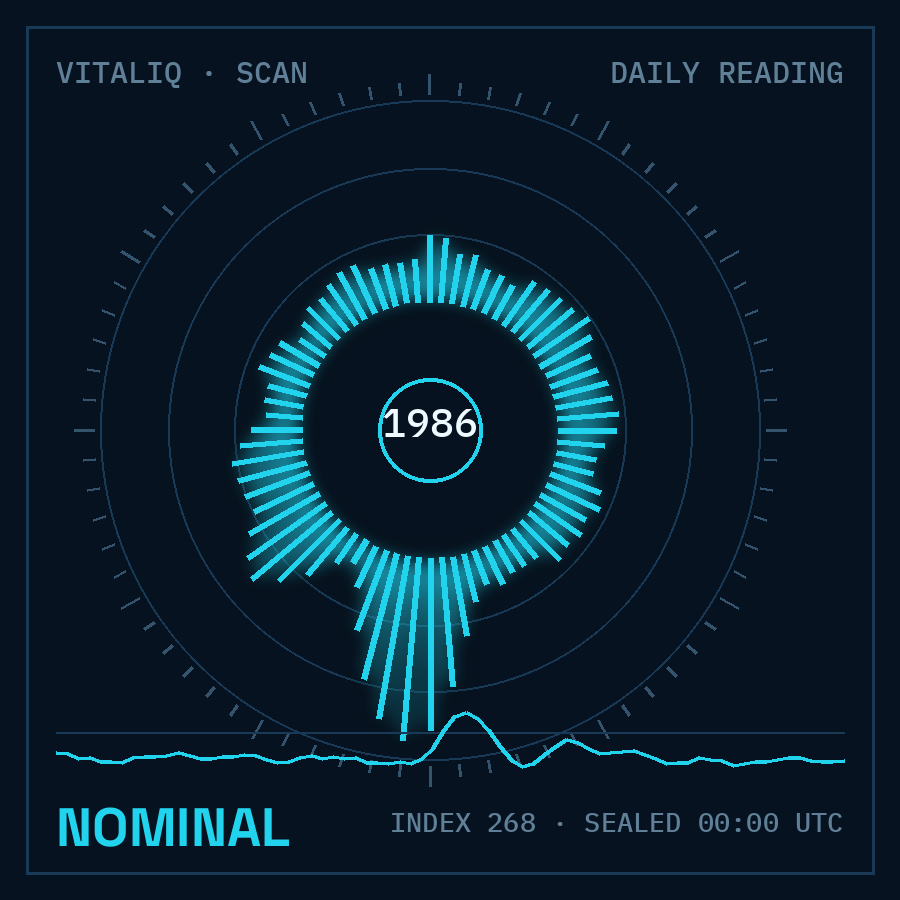 VITALIQ · SCAN
DAILY READING
1986
NOMINAL
INDEX 268 · SEALED 00:00 UTC